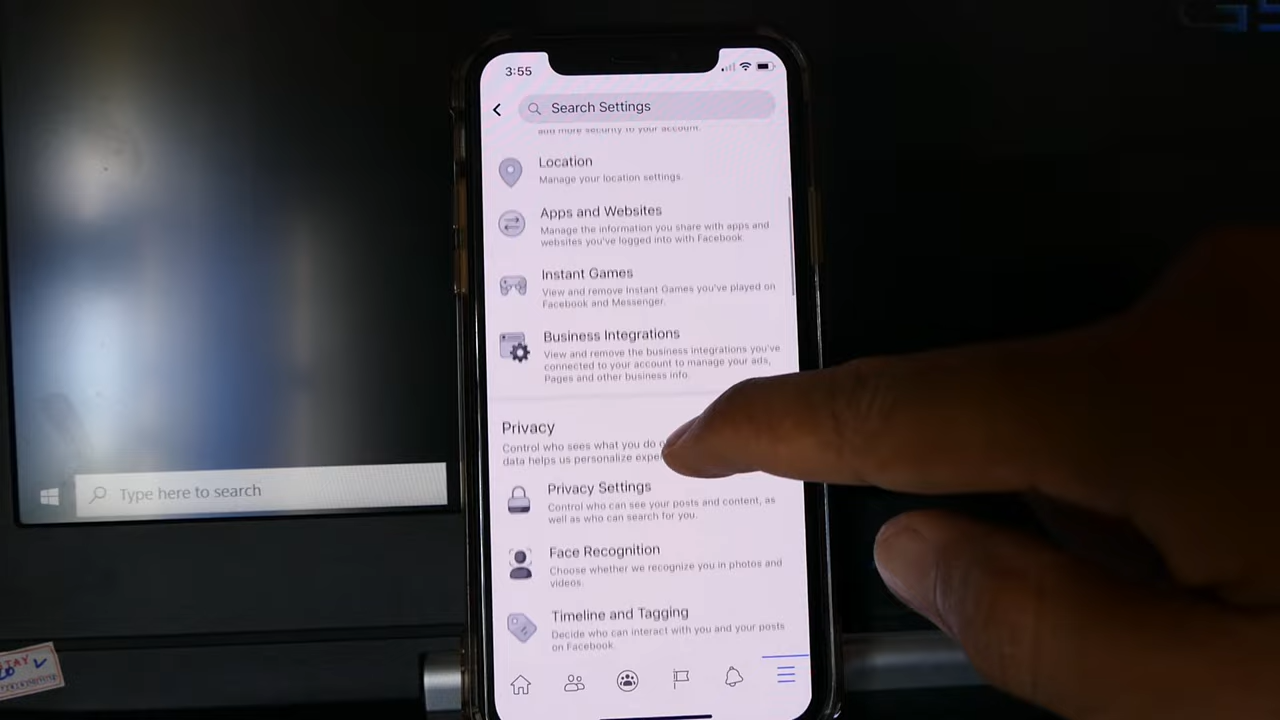 3:55
Search Settings
add more security to your account.
Location
Manage your location settings.
Apps and Websites
Manage the information you share with apps and
websites you've logged into with Facebook.
Instant Games
View and remove Instant Games you've played on
Facebook and Messenger.
Business Integrations
View and remove the business integrations you've
connected to your account to manage your ads,
Pages and other business info.
Privacy
Control who sees what you do
data helps us personalize
Privacy Settings
Control who can see your posts and content, as
well as who can search for you.
Face Recognition
Choose whether we recognize you in photos and
videos.
Timeline and Tagging
Decide who can interact with you and your posts
on Facebook.
Type here to search